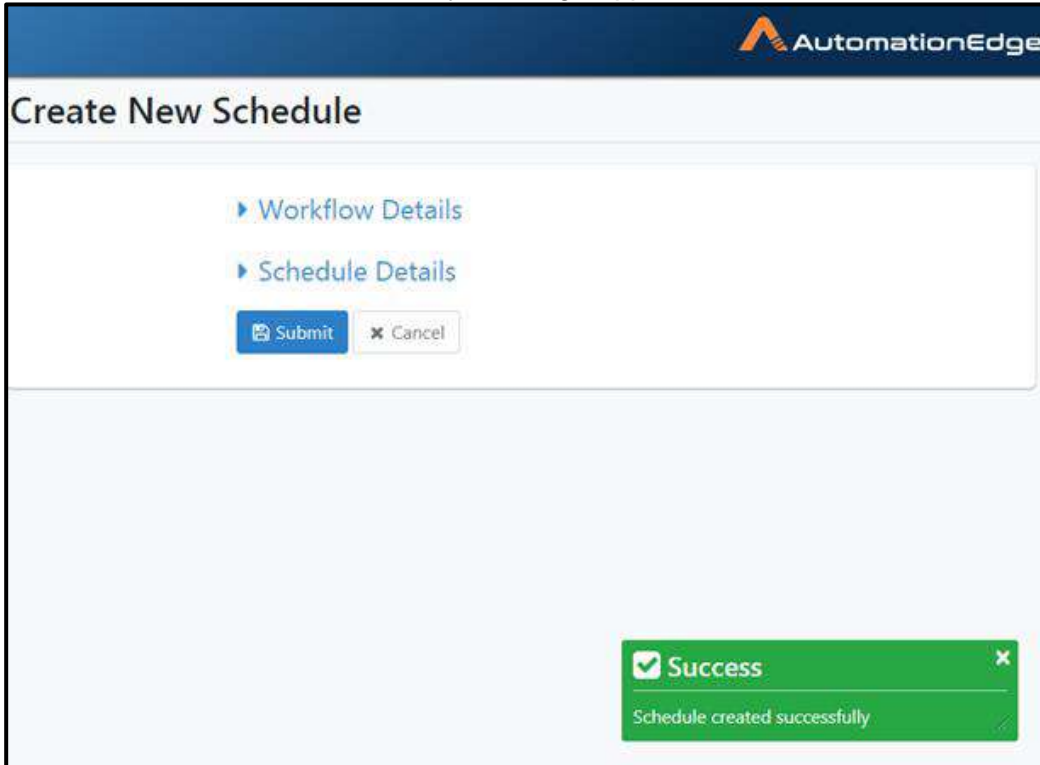 AutomationEdge
Create New Schedule
Workflow Details
Schedule Details
Submit
Cancel
Success
Schedule created successfully